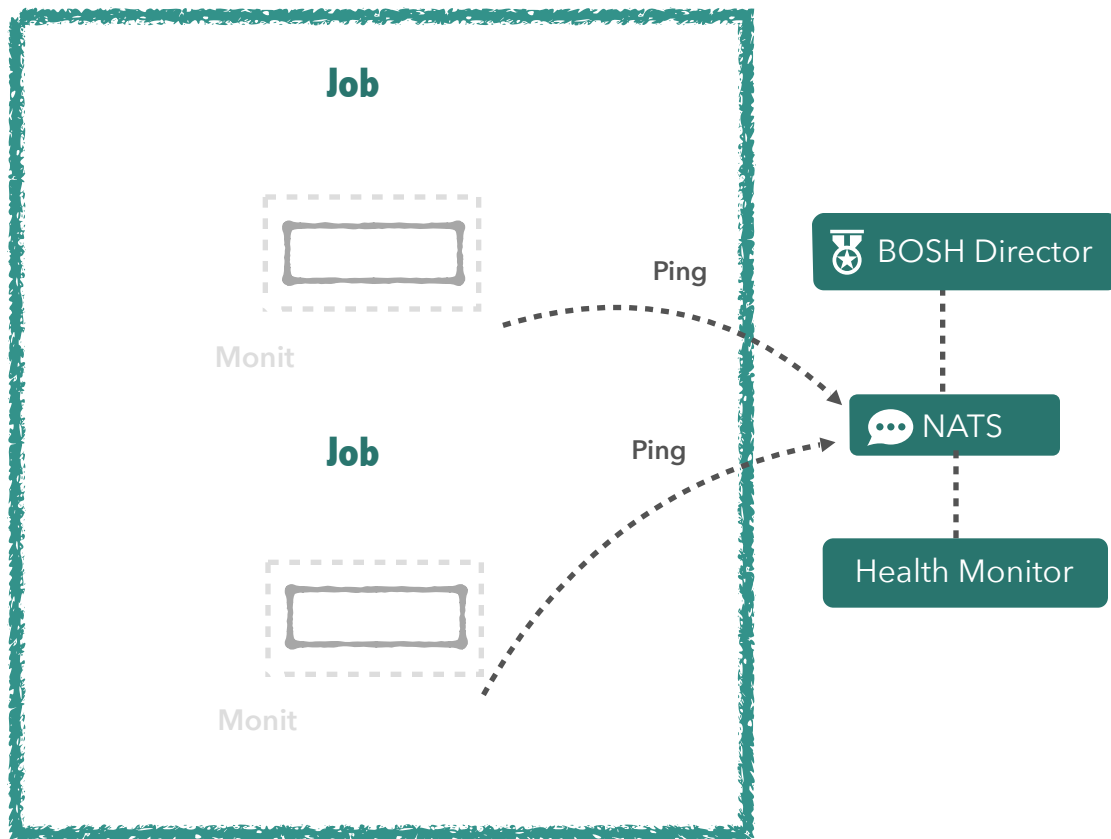 Job
Ping
BOSH Director
Monit
NATS
Job
Ping
Health Monitor
Monit